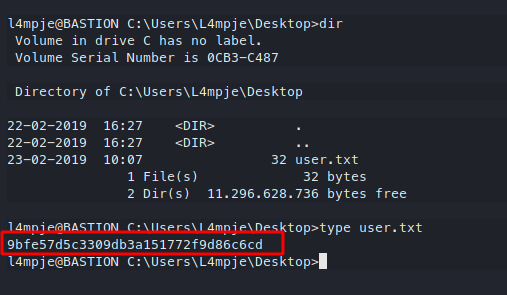 l4mpje@BASTION C:\Users\L4mpje\Desktop>dir
 Volume in drive C has no label.
 Volume Serial Number is 0CB3-C487
 Directory of C:\Users\L4mpje\Desktop
22-02-2019  16:27    <DIR>          .
22-02-2019  16:27    <DIR>          ..
23-02-2019  10:07                32 user.txt
               1 File(s)             32 bytes
               2 Dir(s)  11.296.628.736 bytes free
l4mpje@BASTION C:\Users\L4mpje\Desktop>type user.txt
9bfe57d5c3309db3a151772f9d86c6cd
l4mpje@BASTION C:\Users\L4mpje\Desktop>